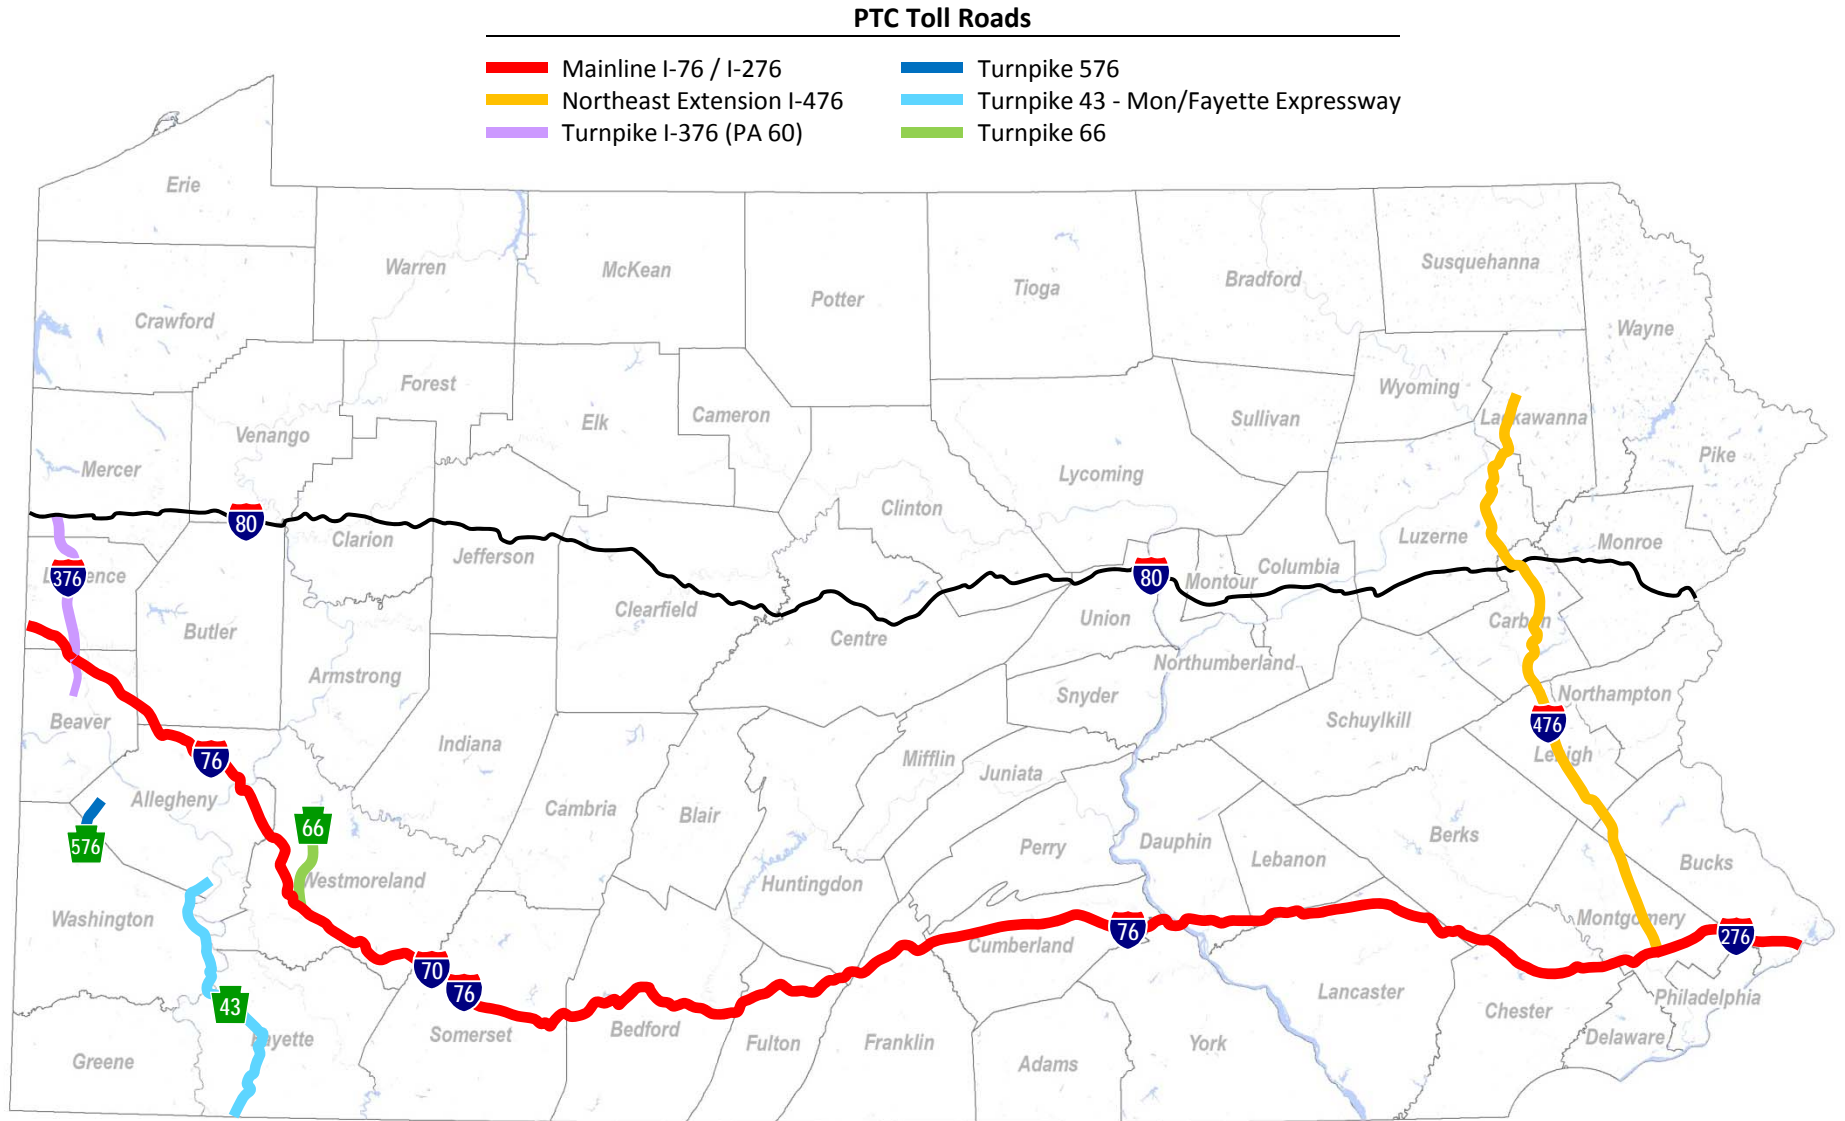 PTC Toll Roads
Mainline I-76 / I-276
Turnpike 576
Northeast Extension I-476
Turnpike 43 - Mon/Fayette Expressway
Turnpike I-376 (PA 60)
Turnpike 66
Erie
Warren
McKean
Potter
Tioga
Bradford
Susquehanna
Crawford
Wayne
Forest
Elk
Cameron
Wyoming
Sullivan
Lackawanna
Venango
Mercer
Lycoming
Pike
Clinton
80
Clarion
Jefferson
Luzerne
Monroe
376
Lawrence
80
Montour
Columbia
Clearfield
Butler
Centre
Union
Carbon
Armstrong
Northumberland
Snyder
Northampton
Beaver
Schuylkill
476
Indiana
Mifflin
Lehigh
76
Juniata
Allegheny
Cambria
Blair
66
576
Perry
Dauphin
Lebanon
Berks
Bucks
Westmoreland
Huntingdon
Washington
Montgomery
76
Cumberland
276
70
76
Lancaster
Philadelphia
43
Fayette
Somerset
Bedford
Fulton
Franklin
York
Chester
Delaware
Greene
Adams